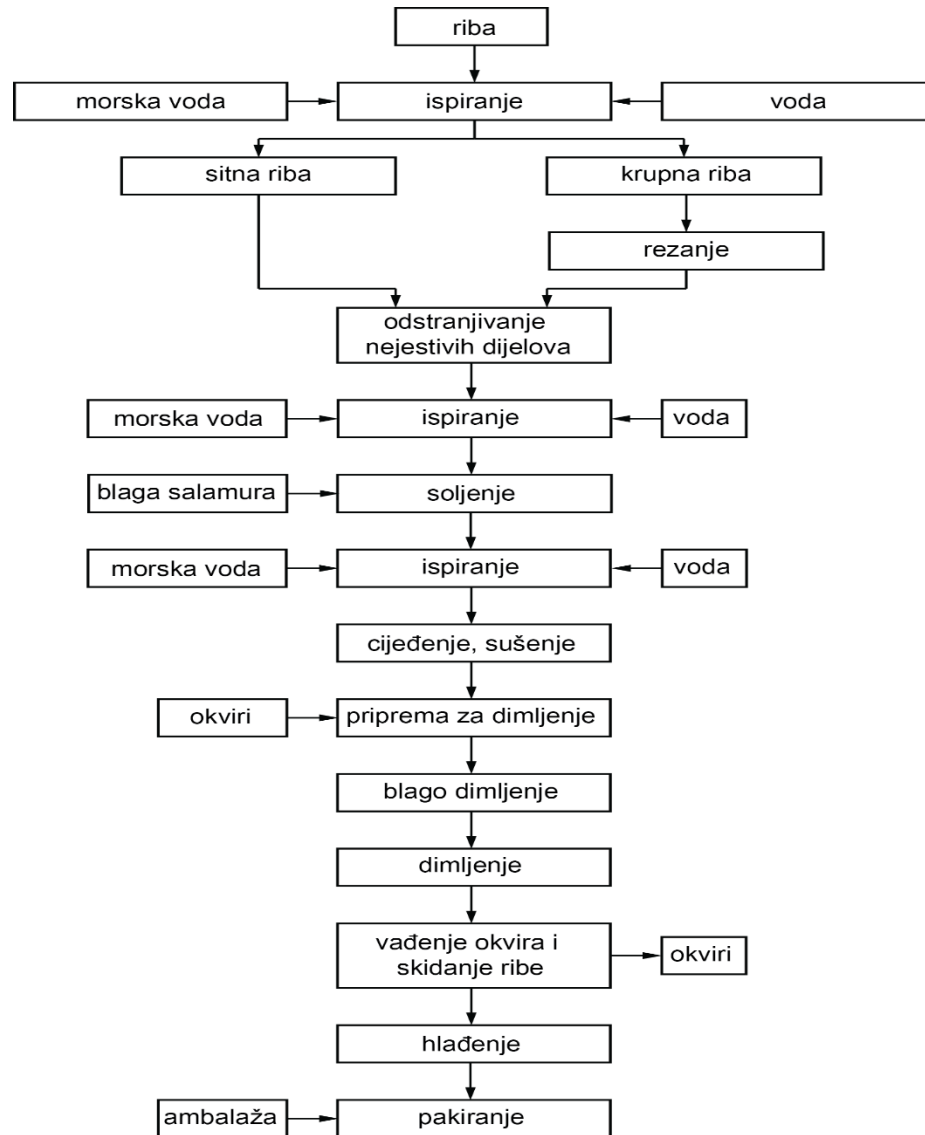 riba
morska voda
ispiranje
voda
sitna riba
krupna riba
rezanje
odstranjivanje
nejestivih dijelova
morska voda
ispiranje
voda
blaga salamura
soljenje
morska voda
ispiranje
voda
cijeđenje, sušenje
okviri
priprema za dimljenje
blago dimljenje
dimljenje
vađenje okvira i
skidanje ribe
okviri
hlađenje
ambalaža
pakiranje